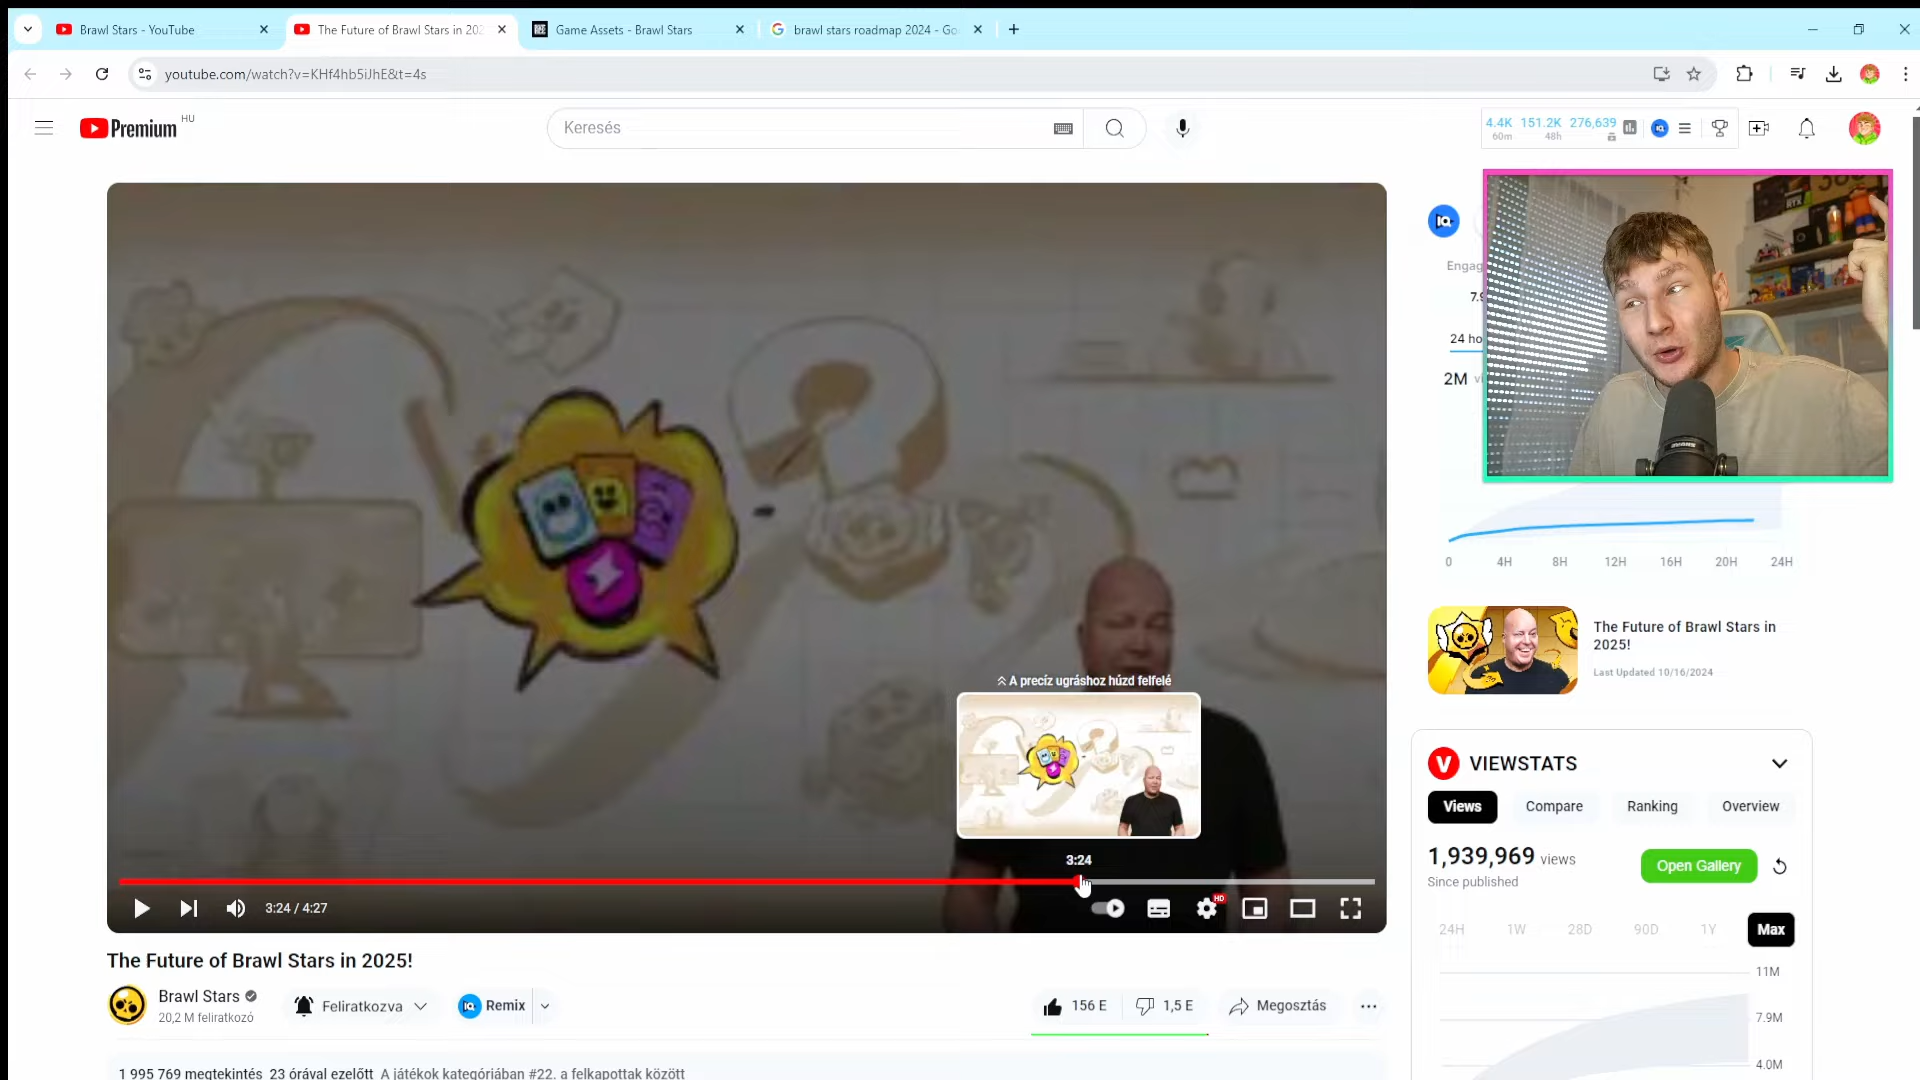 Brawl Stars - YouTube
The Future of Brawl Stars in 202
Game Assets - Brawl Stars
brawl stars roadmap 2024 - Go
youtube.com/watch?v=KHf4hb5iJhE&t=4s
Premium HU
Keresés
4.4K 151.2K 276,639
60m 48h
Engag
7.9
24 ho
2M vi
0 4H 8H 12H 16H 20H 24H
The Future of Brawl Stars in
2025!
Last Updated 10/16/2024
A precíz ugráshoz húzd felfelé
3:24
3:24 / 4:27
HD
VIEWSTATS
Views Compare Ranking Overview
1,939,969 views
Since published
Open Gallery
24H 1W 28D 90D 1Y Max
11M
7.9M
4.0M
The Future of Brawl Stars in 2025!
Brawl Stars
20,2 M feliratkozó
Feliratkozva
Remix
156 E
1,5 E
Megosztás
1 995 769 megtekintés 23 órával ezelőtt A játékok kategóriában #22. a felkapottak között